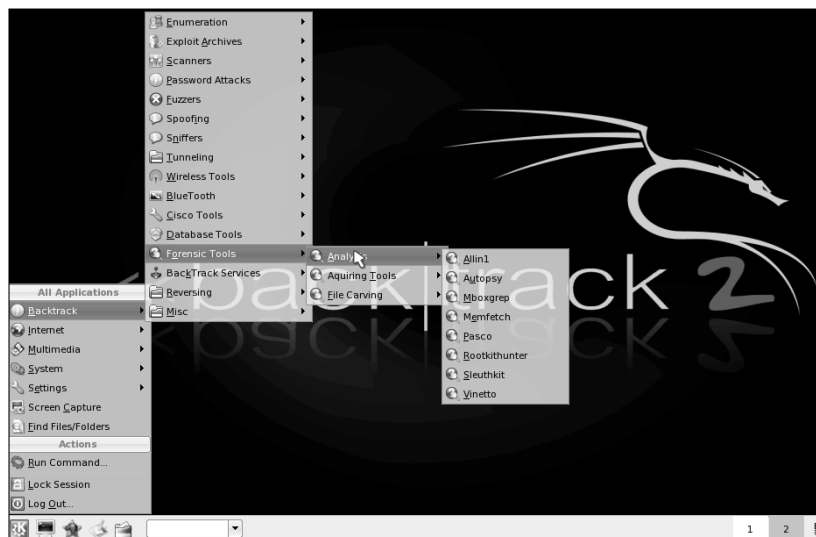 Enumeration
Exploit Archives
Scanners
Password Attacks
Fuzzers
Spoofing
Sniffers
Tunneling
Wireless Tools
BlueTooth
Cisco Tools
Database Tools
Forensic Tools
BackTrack Services
Reversing
Misc
Aquiring Tools
File Carving
Allin1
Autopsy
Mboxgrep
Memfetch
Pasco
Rootkithunter
Sleuthkit
Vinetto
back|track 2
All Applications
Backtrack
Internet
Multimedia
System
Settings
Screen Capture
Find Files/Folders
Actions
Run Command...
Lock Session
Log Out...
1 2